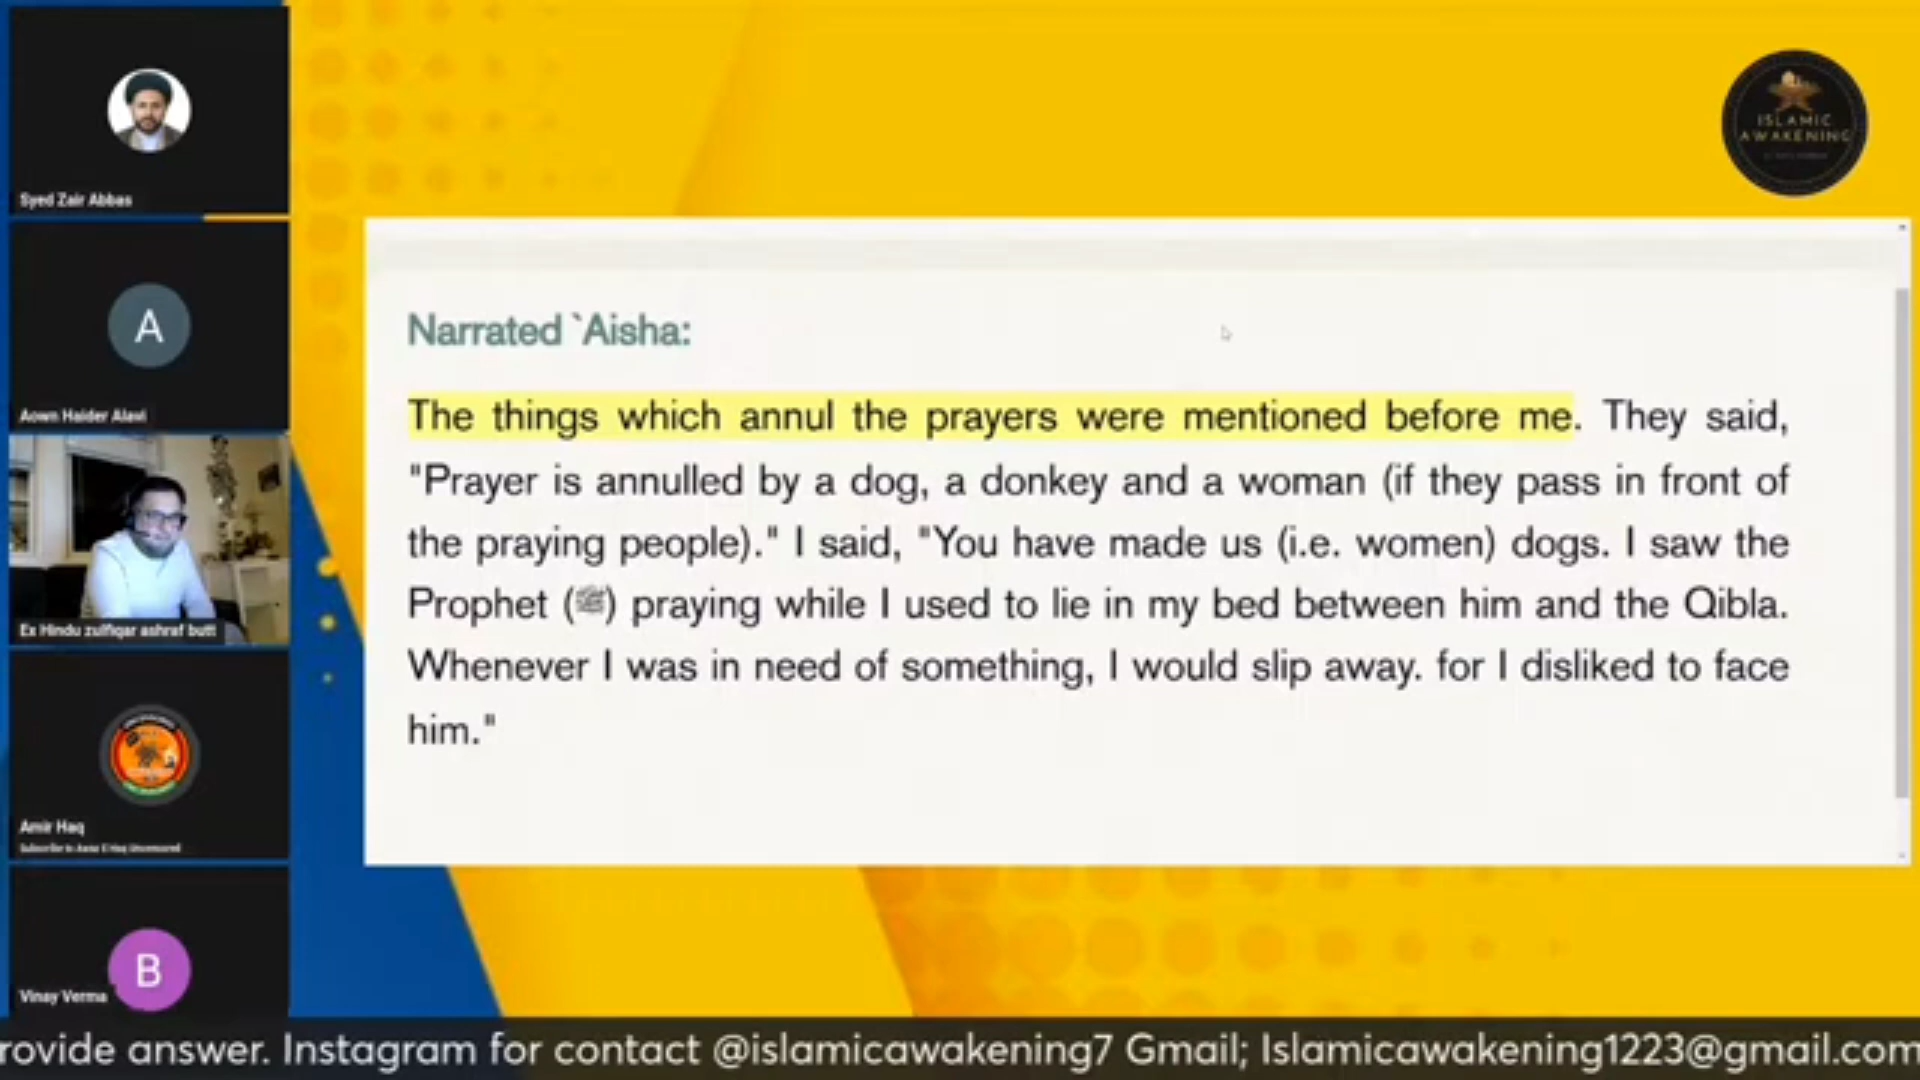 Syed Zair Abbas
A
Aown Haider Alavi
Ex Hindu zulfiqar ashraf butt
Amir Haq
Subscribe to Awaz E Haq Uncensored
B
Vinay Verma
ISLAMIC
AWAKENING
Narrated `Aisha:
The things which annul the prayers were mentioned before me. They said,
"Prayer is annulled by a dog, a donkey and a woman (if they pass in front of
the praying people)." I said, "You have made us (i.e. women) dogs. I saw the
Prophet (ﷺ) praying while I used to lie in my bed between him and the Qibla.
Whenever I was in need of something, I would slip away. for I disliked to face
him."
rovide answer. Instagram for contact @islamicawakening7 Gmail; Islamicawakening1223@gmail.com